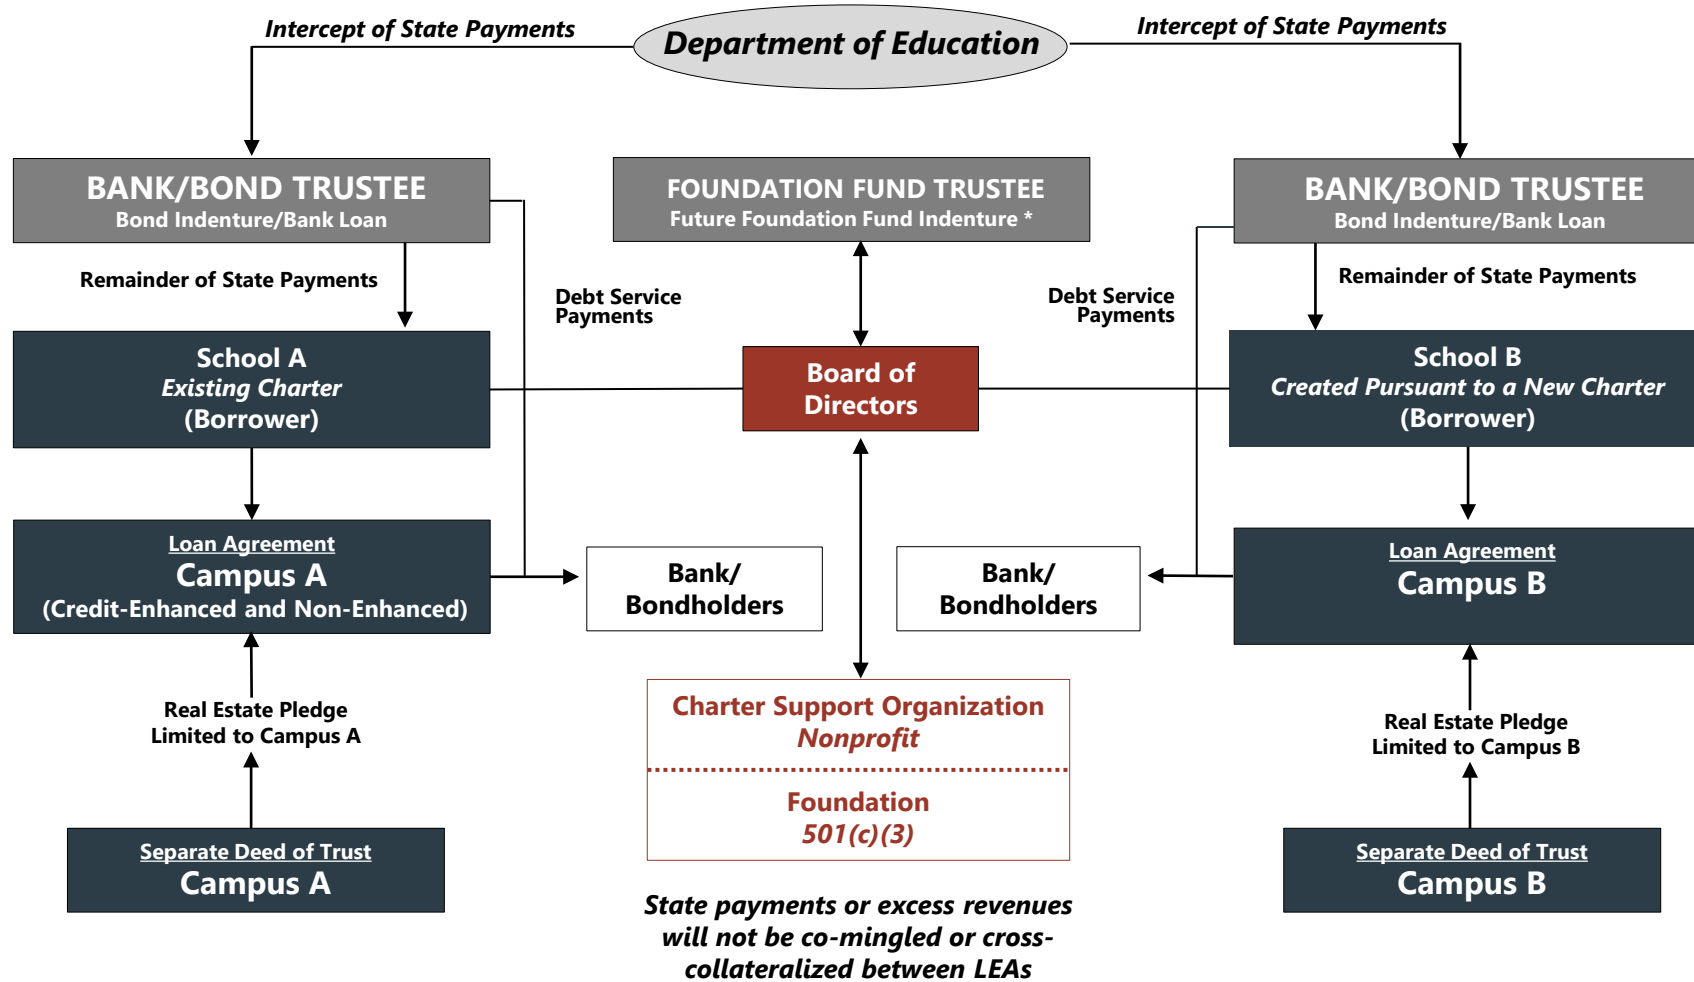 Intercept of State Payments
Department of Education
Intercept of State Payments
BANK/BOND TRUSTEE
Bond Indenture/Bank Loan
FOUNDATION FUND TRUSTEE
Future Foundation Fund Indenture *
BANK/BOND TRUSTEE
Bond Indenture/Bank Loan
Remainder of State Payments
Debt Service
Payments
Debt Service
Payments
Remainder of State Payments
School A
Existing Charter
(Borrower)
Board of
Directors
School B
Created Pursuant to a New Charter
(Borrower)
Loan Agreement
Campus A
(Credit-Enhanced and Non-Enhanced)
Bank/
Bondholders
Bank/
Bondholders
Loan Agreement
Campus B
Real Estate Pledge
Limited to Campus A
Charter Support Organization
Nonprofit
Foundation
501(c)(3)
Real Estate Pledge
Limited to Campus B
Separate Deed of Trust
Campus A
Separate Deed of Trust
Campus B
State payments or excess revenues
will not be co-mingled or cross-
collateralized between LEAs